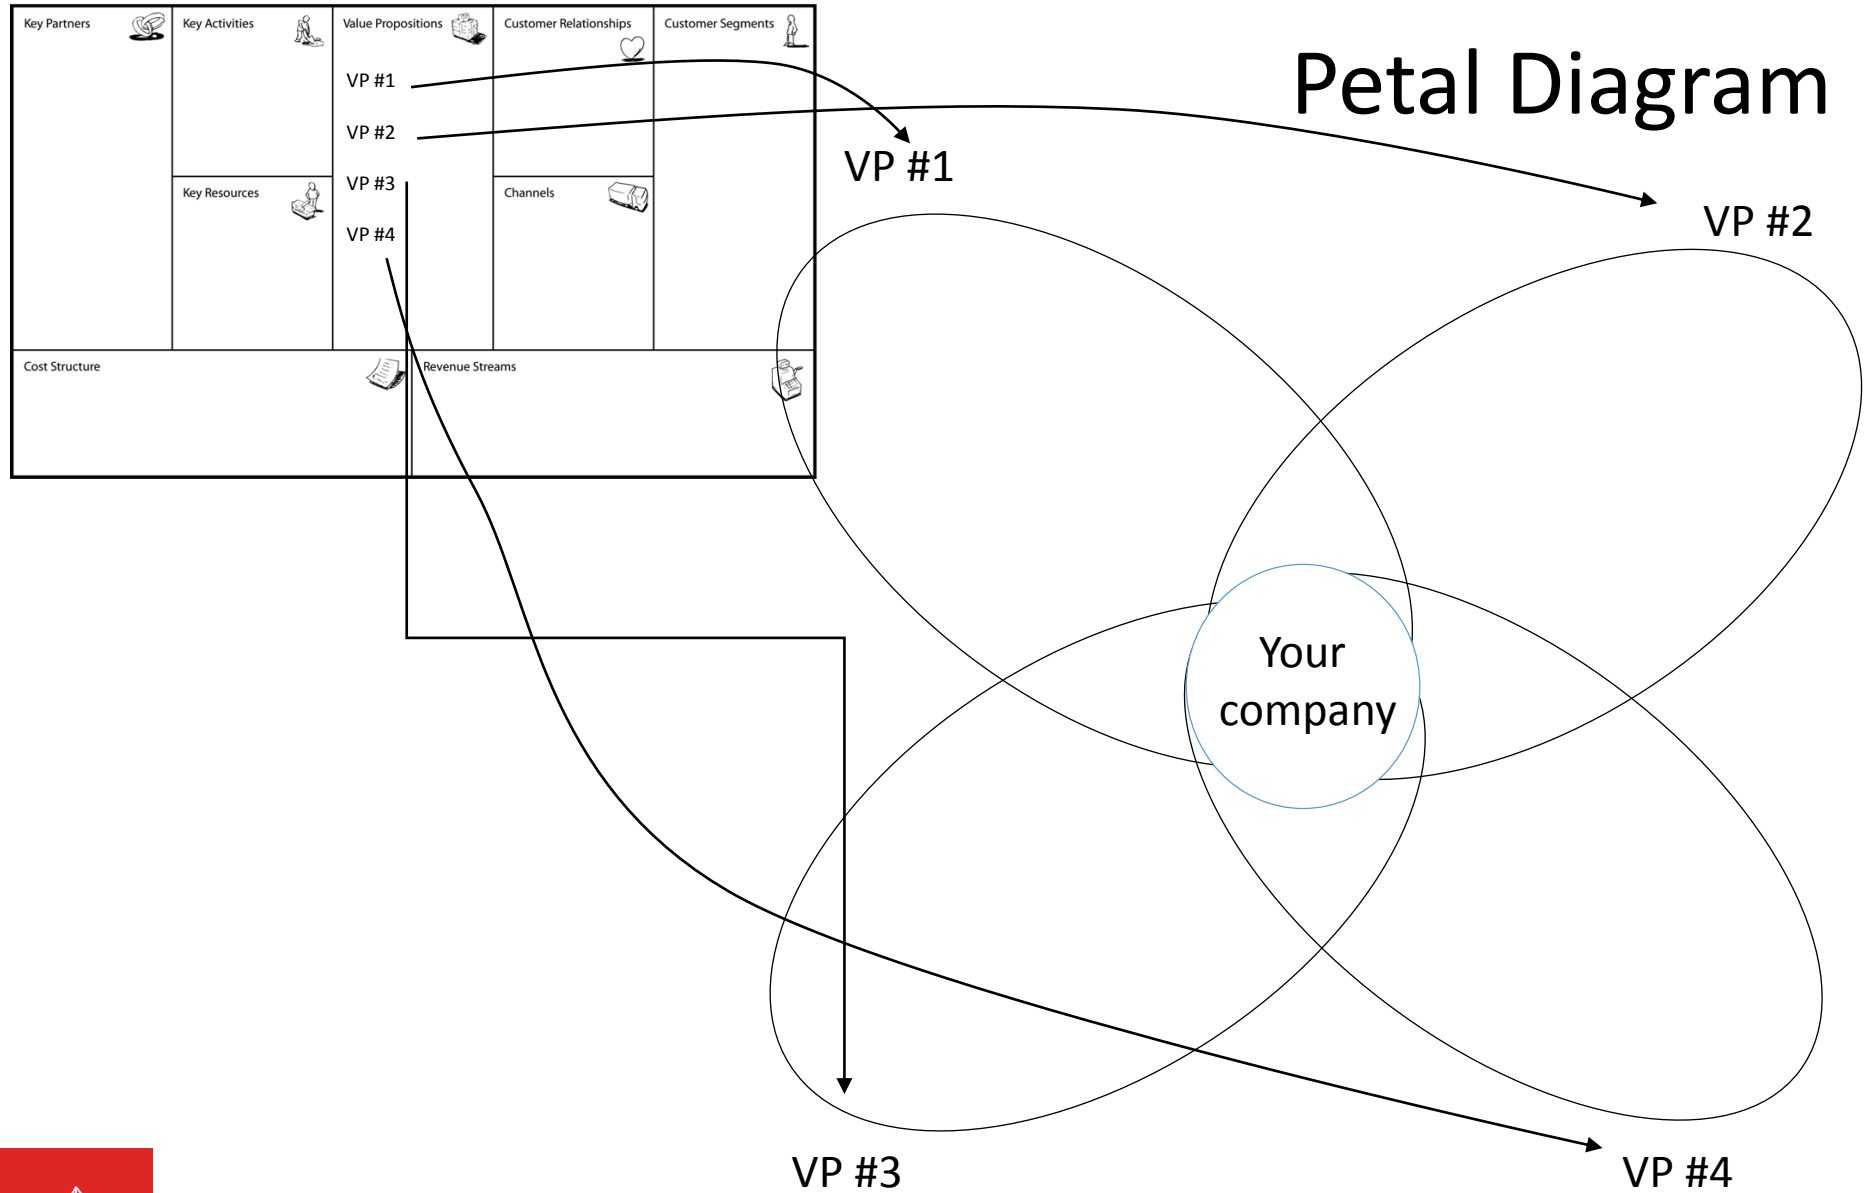 Petal Diagram
Key Partners
Key Activities
Value Propositions
Customer Relationships
Customer Segments
VP #1
VP #2
VP #3
VP #4
Key Resources
Channels
Cost Structure
Revenue Streams
VP #1
VP #2
Your
company
VP #3
VP #4